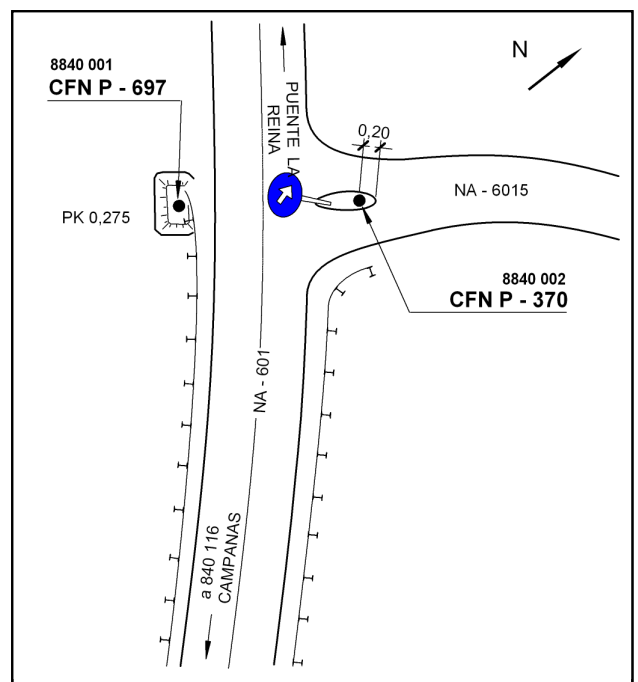 8840 001
CFN P - 697
N
PUENTE LA
REINA
0,20
NA - 6015
PK 0,275
8840 002
CFN P - 370
NA - 601
a 840 116
CAMPANAS